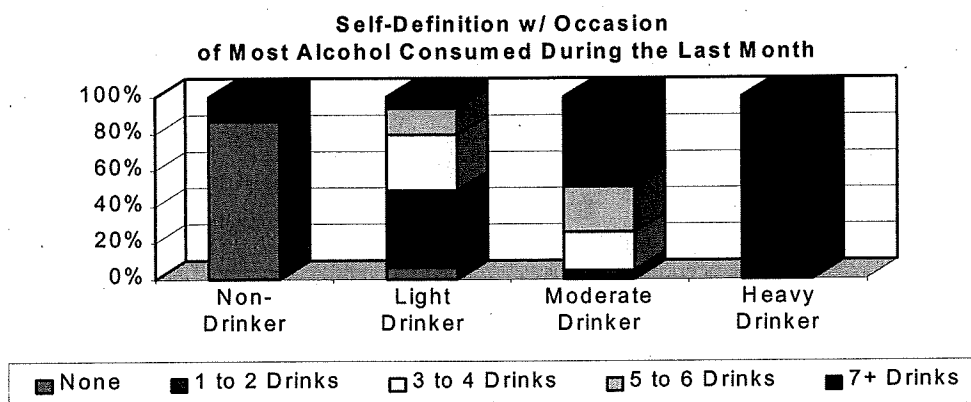 Self-Definition w/ Occasion
of Most Alcohol Consumed During the Last Month
100%
80%
60%
40%
20%
0%
Non-
Drinker
Light
Drinker
Moderate
Drinker
Heavy
Drinker
None 1 to 2 Drinks 3 to 4 Drinks 5 to 6 Drinks 7+ Drinks